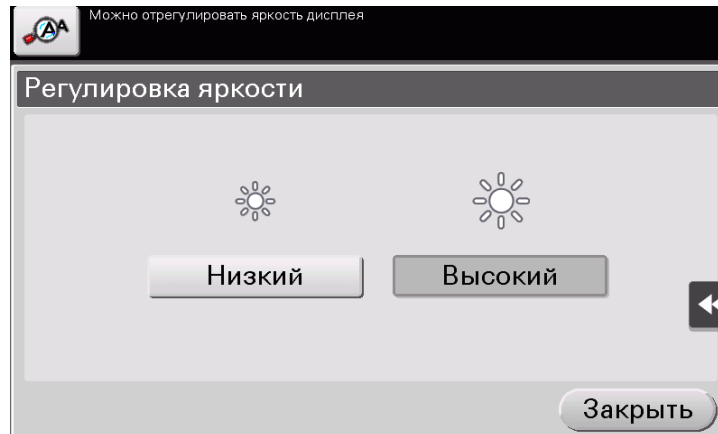 Можно отрегулировать яркость дисплея
Регулировка яркости
Низкий
Высокий
Закрыть